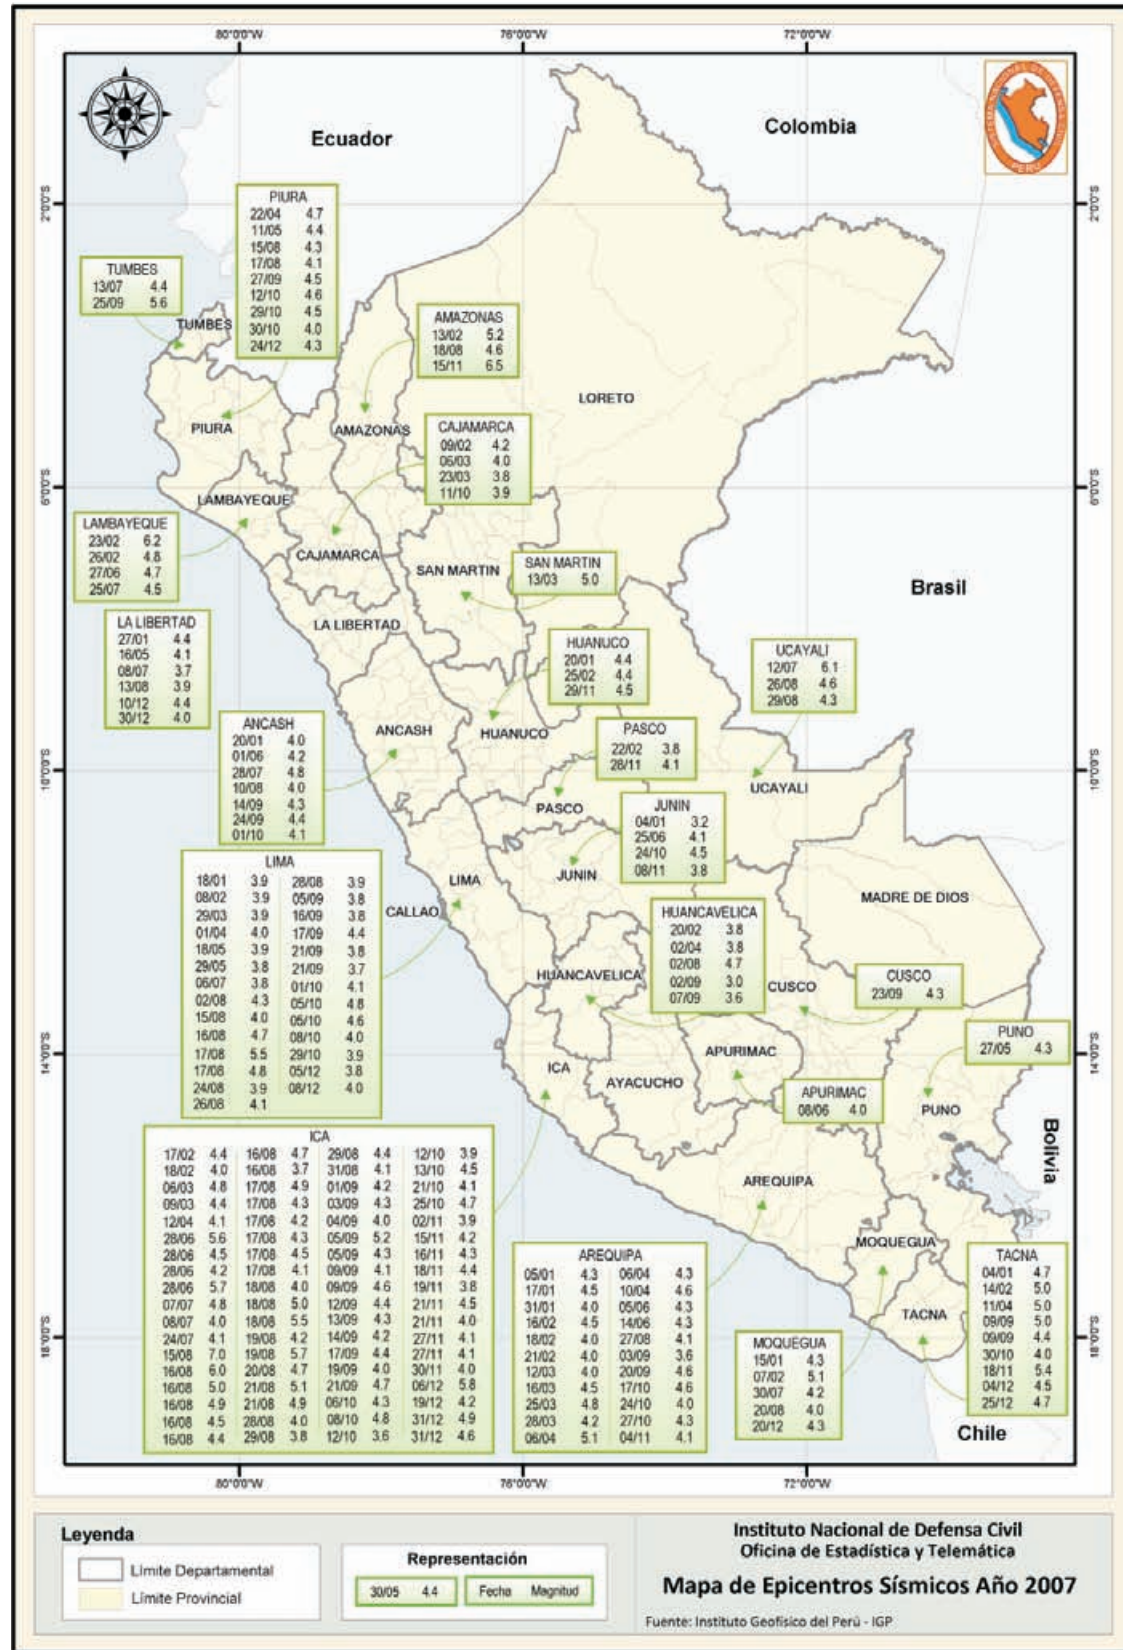 80°0'0"W 76°0'0"W 72°0'0"W
Ecuador
Colombia
SISTEMA NACIONAL DE DEFENSA CIVIL
PERU
2°0'0"S 2°0'0"S
PIURA
22/04 4.7
11/05 4.4
15/08 4.3
17/08 4.1
27/09 4.5
12/10 4.6
29/10 4.5
30/10 4.0
24/12 4.3
TUMBES
13/07 4.4
25/09 5.6
TUMBES
AMAZONAS
13/02 5.2
18/08 4.6
15/11 6.5
LORETO
PIURA
AMAZONAS
CAJAMARCA
09/02 4.2
06/03 4.0
23/03 3.8
11/10 3.9
6°0'0"S 6°0'0"S
LAMBAYEQUE
LAMBAYEQUE
23/02 6.2
26/02 4.8
27/06 4.7
25/07 4.5
CAJAMARCA
SAN MARTIN
SAN MARTIN
13/03 5.0
Brasil
LA LIBERTAD
27/01 4.4
16/05 4.1
08/07 3.7
13/08 3.9
10/12 4.4
30/12 4.0
LA LIBERTAD
HUANUCO
20/01 4.4
25/02 4.4
29/11 4.5
UCAYALI
12/07 6.1
26/08 4.6
29/08 4.3
ANCASH
20/01 4.0
01/06 4.2
28/07 4.8
10/08 4.0
14/09 4.3
24/09 4.4
01/10 4.1
ANCASH
HUANUCO
PASCO
22/02 3.8
28/11 4.1
10°0'0"S 10°0'0"S
UCAYALI
PASCO
JUNIN
04/01 3.2
25/06 4.1
24/10 4.5
08/11 3.8
LIMA
18/01 3.9 28/08 3.9
08/02 3.9 05/09 3.8
29/03 3.9 16/09 3.8
01/04 4.0 17/09 4.4
18/05 3.9 21/09 3.8
29/05 3.8 21/09 3.7
06/07 3.8 01/10 4.1
02/08 4.3 05/10 4.8
15/08 4.0 05/10 4.6
16/08 4.7 08/10 4.0
17/08 5.5 29/10 3.9
17/08 4.8 05/12 3.8
24/08 3.9 08/12 4.0
26/08 4.1
LIMA
CALLAO
JUNIN
MADRE DE DIOS
HUANCAVELICA
20/02 3.8
02/04 3.8
02/08 4.7
02/09 3.0
07/09 3.6
HUANCAVELICA
CUSCO
CUSCO
23/09 4.3
PUNO
27/05 4.3
14°0'0"S 14°0'0"S
ICA
AYACUCHO
APURIMAC
APURIMAC
08/06 4.0
PUNO
Bolivia
ICA
17/02 4.4 16/08 4.7 29/08 4.4 12/10 3.9
18/02 4.0 16/08 3.7 31/08 4.1 13/10 4.5
06/03 4.8 17/08 4.9 01/09 4.2 21/10 4.1
09/03 4.4 17/08 4.3 03/09 4.3 25/10 4.7
12/04 4.1 17/08 4.2 04/09 4.0 02/11 3.9
28/06 5.6 17/08 4.3 05/09 5.2 15/11 4.2
28/06 4.5 17/08 4.5 05/09 4.3 16/11 4.3
28/06 4.2 17/08 4.1 09/09 4.1 18/11 4.4
28/06 5.7 18/08 4.0 09/09 4.6 19/11 3.8
07/07 4.8 18/08 5.0 12/09 4.4 21/11 4.5
08/07 4.0 18/08 5.5 13/09 4.3 21/11 4.0
24/07 4.1 19/08 4.2 14/09 4.2 27/11 4.1
15/08 7.0 19/08 5.7 17/09 4.4 27/11 4.1
16/08 6.0 20/08 4.7 19/09 4.0 30/11 4.0
16/08 5.0 21/08 5.1 21/09 4.7 06/12 5.8
16/08 4.9 21/08 4.9 06/10 4.3 19/12 4.2
16/08 4.5 28/08 4.0 08/10 4.8 31/12 4.9
16/08 4.4 29/08 3.8 12/10 3.6 31/12 4.6
AREQUIPA
AREQUIPA
05/01 4.3 06/04 4.3
17/01 4.5 10/04 4.6
31/01 4.0 05/06 4.3
16/02 4.5 14/06 4.3
18/02 4.0 27/08 4.1
21/02 4.0 03/09 3.6
12/03 4.0 20/09 4.6
16/03 4.5 17/10 4.6
25/03 4.8 24/10 4.0
28/03 4.2 27/10 4.3
06/04 5.1 04/11 4.1
MOQUEGUA
TACNA
TACNA
04/01 4.7
14/02 5.0
11/04 5.0
09/09 5.0
09/09 4.4
30/10 4.0
18/11 5.4
04/12 4.5
25/12 4.7
MOQUEGUA
15/01 4.3
07/02 5.1
30/07 4.2
20/08 4.0
20/12 4.3
18°0'0"S 18°0'0"S
Chile
80°0'0"W 76°0'0"W 72°0'0"W
Leyenda
Límite Departamental
Límite Provincial
Representación
30/05 4.4 Fecha Magnitud
Instituto Nacional de Defensa Civil
Oficina de Estadística y Telemática
Mapa de Epicentros Sísmicos Año 2007
Fuente: Instituto Geofísico del Perú - IGP